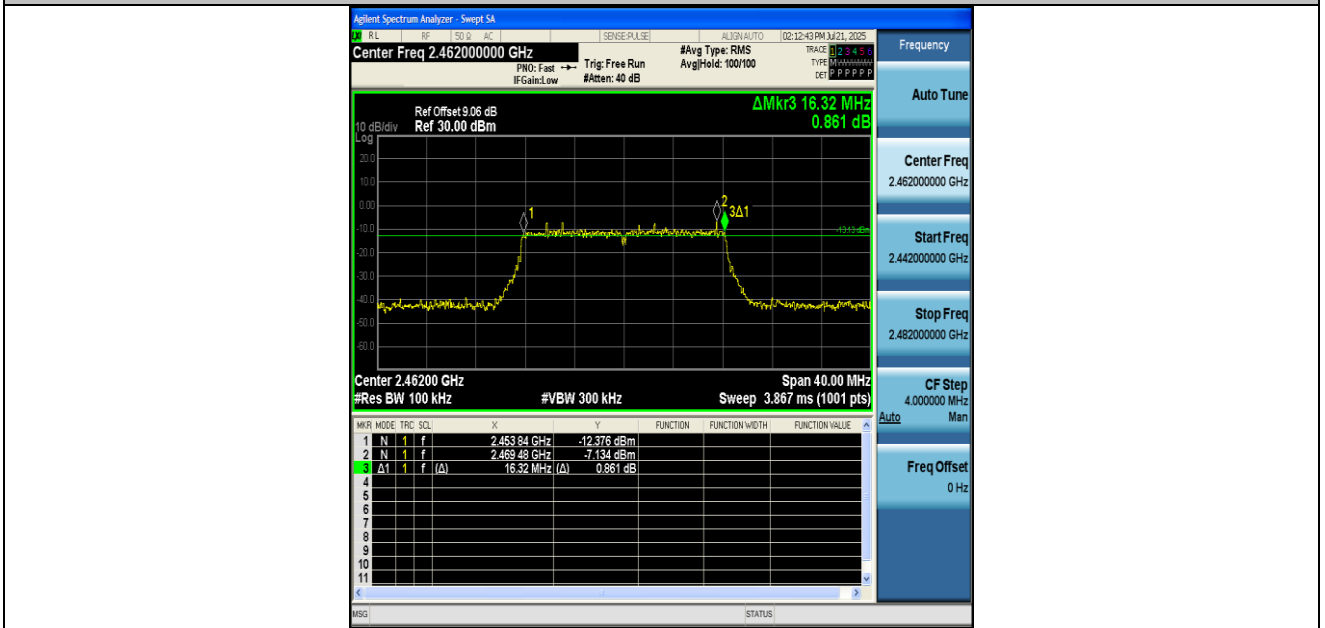 Agilent Spectrum Analyzer - Swept SA
RL RF 50 Ω AC SENSE:PULSE ALIGN AUTO 02:12:43 PM Jul 21, 2025
Center Freq 2.462000000 GHz
PNO: Fast
IFGain:Low
Trig: Free Run
#Atten: 40 dB
#Avg Type: RMS
Avg|Hold: 100/100
TRACE 1 2 3 4 5 6
TYPE M
DET P P P P P P
ΔMkr3 16.32 MHz
0.861 dB
Ref Offset 9.06 dB
10 dB/div Ref 30.00 dBm
Log
20.0
10.0
0.00
-10.0
-20.0
-30.0
-40.0
-50.0
-60.0
1
2
3Δ1
-13.13 dBm
Center 2.46200 GHz Span 40.00 MHz
#Res BW 100 kHz #VBW 300 kHz Sweep 3.867 ms (1001 pts)
MKR MODE TRC SCL X Y FUNCTION FUNCTION WIDTH FUNCTION VALUE
1 N 1 f 2.453 84 GHz -12.376 dBm
2 N 1 f 2.469 48 GHz -7.134 dBm
3 Δ1 1 f (Δ) 16.32 MHz (Δ) 0.861 dB
4
5
6
7
8
9
10
11
MSG STATUS
Frequency
Auto Tune
Center Freq
2.462000000 GHz
Start Freq
2.442000000 GHz
Stop Freq
2.482000000 GHz
CF Step
4.000000 MHz
Auto Man
Freq Offset
0 Hz